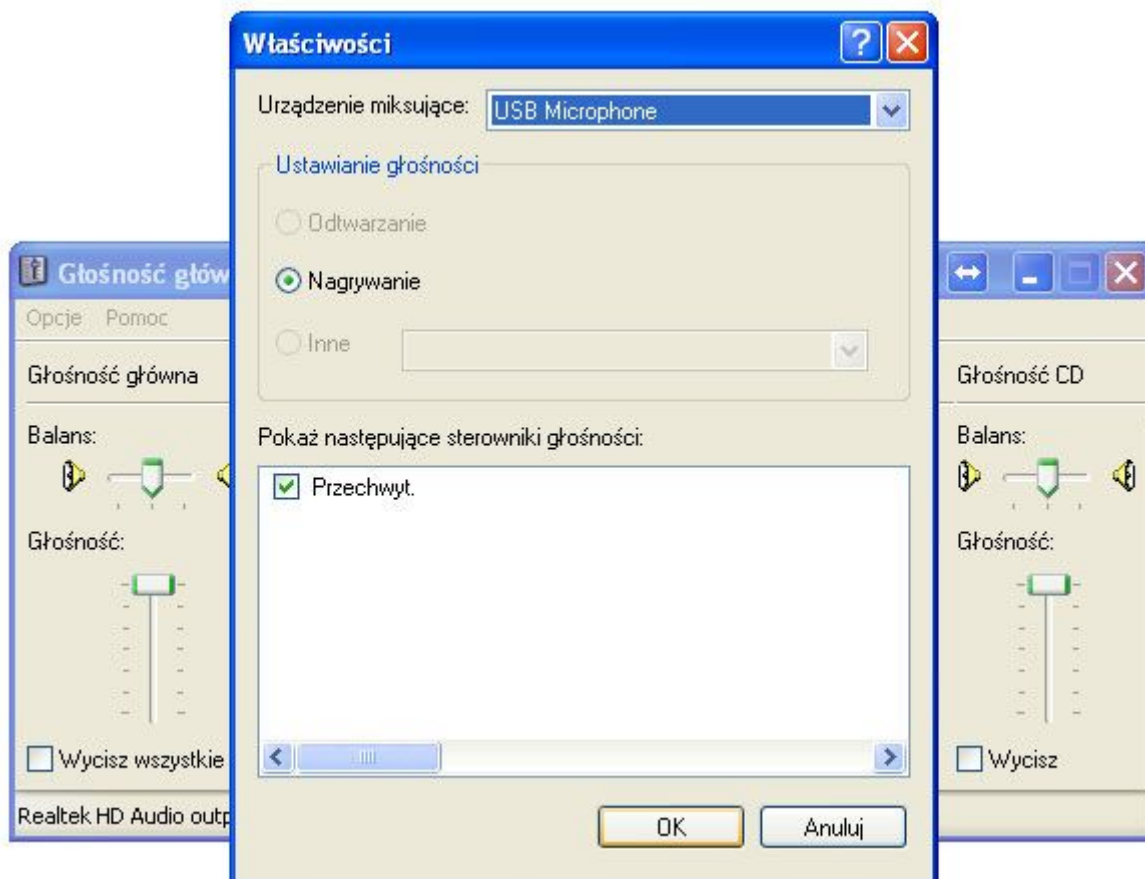 Właściwości
Urządzenie miksujące: USB Microphone
Ustawianie głośności
Odtwarzanie
Nagrywanie
Inne
Pokaż następujące sterowniki głośności:
Przechwyt.
OK Anuluj
Głośność głów
Opcje Pomoc
Głośność główna
Balans:
Głośność:
Wycisz wszystkie
Realtek HD Audio outp
Głośność CD
Balans:
Głośność:
Wycisz